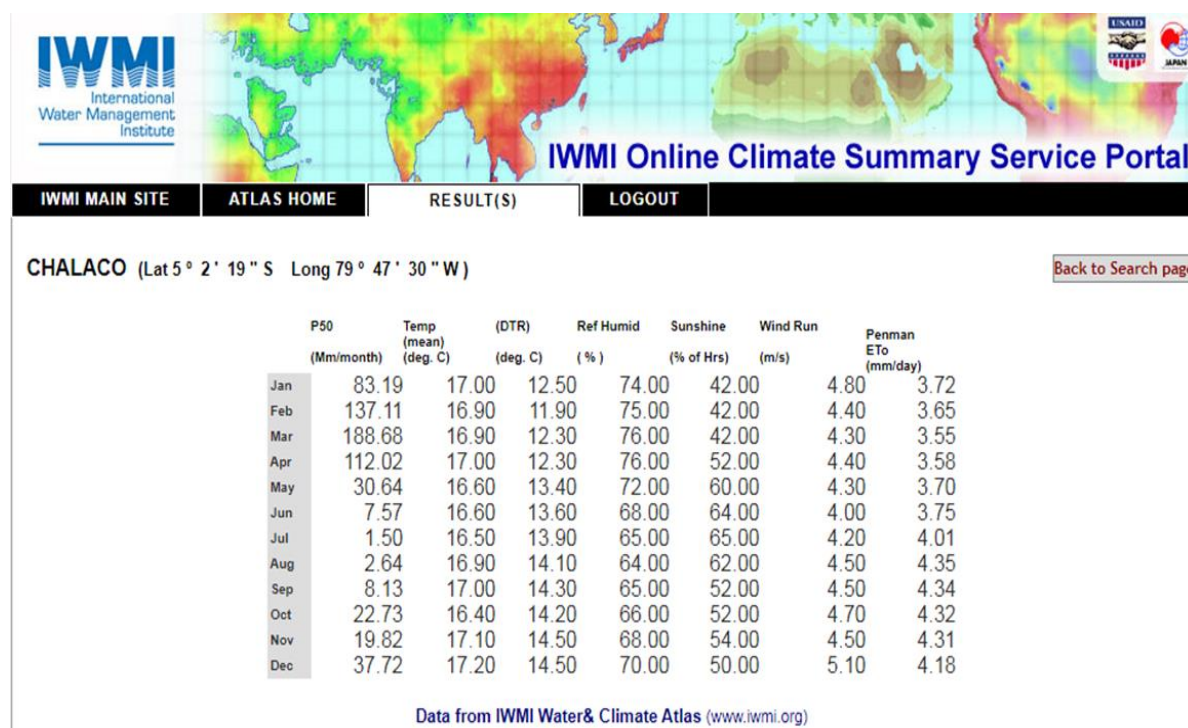 IWMI
International
Water Management
Institute
USAID
JAPAN
IWMI Online Climate Summary Service Portal
IWMI MAIN SITE ATLAS HOME RESULT(S) LOGOUT
CHALACO (Lat 5 º 2 ' 19 " S Long 79 º 47 ' 30 " W ) Back to Search page
P50 Temp (DTR) Ref Humid Sunshine Wind Run Penman
(mean) ETo
(Mm/month) (deg. C) (deg. C) ( % ) (% of Hrs) (m/s) (mm/day)
Jan 83.19 17.00 12.50 74.00 42.00 4.80 3.72
Feb 137.11 16.90 11.90 75.00 42.00 4.40 3.65
Mar 188.68 16.90 12.30 76.00 42.00 4.30 3.55
Apr 112.02 17.00 12.30 76.00 52.00 4.40 3.58
May 30.64 16.60 13.40 72.00 60.00 4.30 3.70
Jun 7.57 16.60 13.60 68.00 64.00 4.00 3.75
Jul 1.50 16.50 13.90 65.00 65.00 4.20 4.01
Aug 2.64 16.90 14.10 64.00 62.00 4.50 4.35
Sep 8.13 17.00 14.30 65.00 52.00 4.50 4.34
Oct 22.73 16.40 14.20 66.00 52.00 4.70 4.32
Nov 19.82 17.10 14.50 68.00 54.00 4.50 4.31
Dec 37.72 17.20 14.50 70.00 50.00 5.10 4.18
Data from IWMI Water& Climate Atlas (www.iwmi.org)